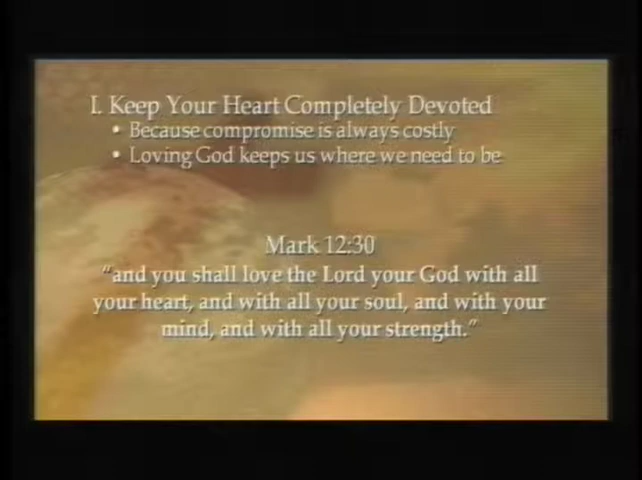 I. Keep Your Heart Completely Devoted
• Because compromise is always costly
• Loving God keeps us where we need to be
Mark 12:30
“and you shall love the Lord your God with all
your heart, and with all your soul, and with your
mind, and with all your strength.”